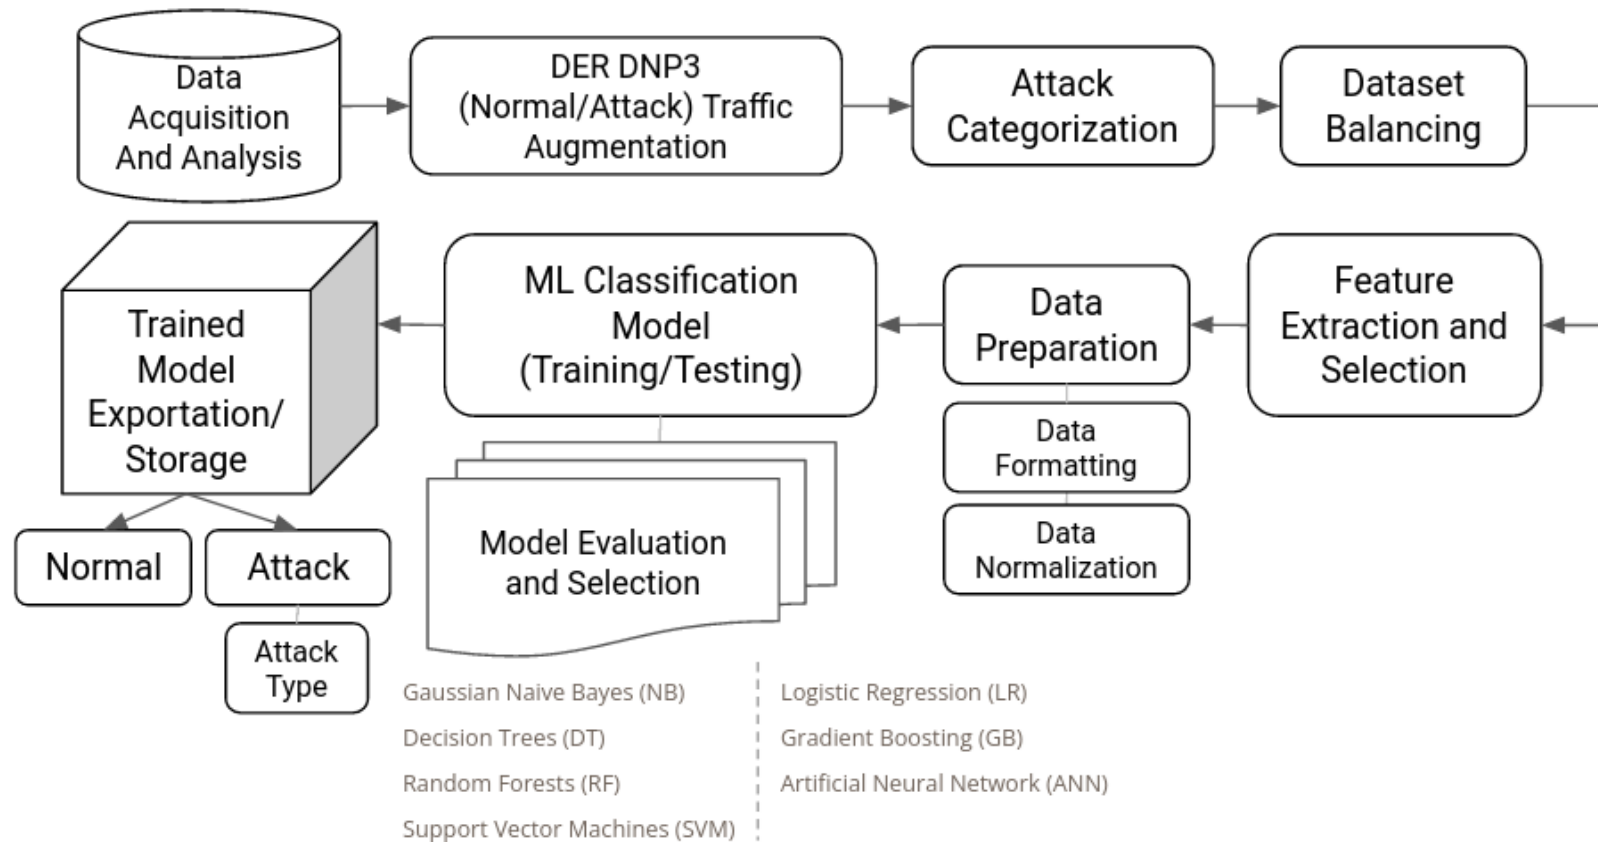 Data
Acquisition
And Analysis
DER DNP3
(Normal/Attack) Traffic
Augmentation
Attack
Categorization
Dataset
Balancing
Trained
Model
Exportation/
Storage
ML Classification
Model
(Training/Testing)
Data
Preparation
Feature
Extraction and
Selection
Data
Formatting
Data
Normalization
Model Evaluation
and Selection
Normal
Attack
Attack
Type
Gaussian Naive Bayes (NB)
Decision Trees (DT)
Random Forests (RF)
Support Vector Machines (SVM)
Logistic Regression (LR)
Gradient Boosting (GB)
Artificial Neural Network (ANN)